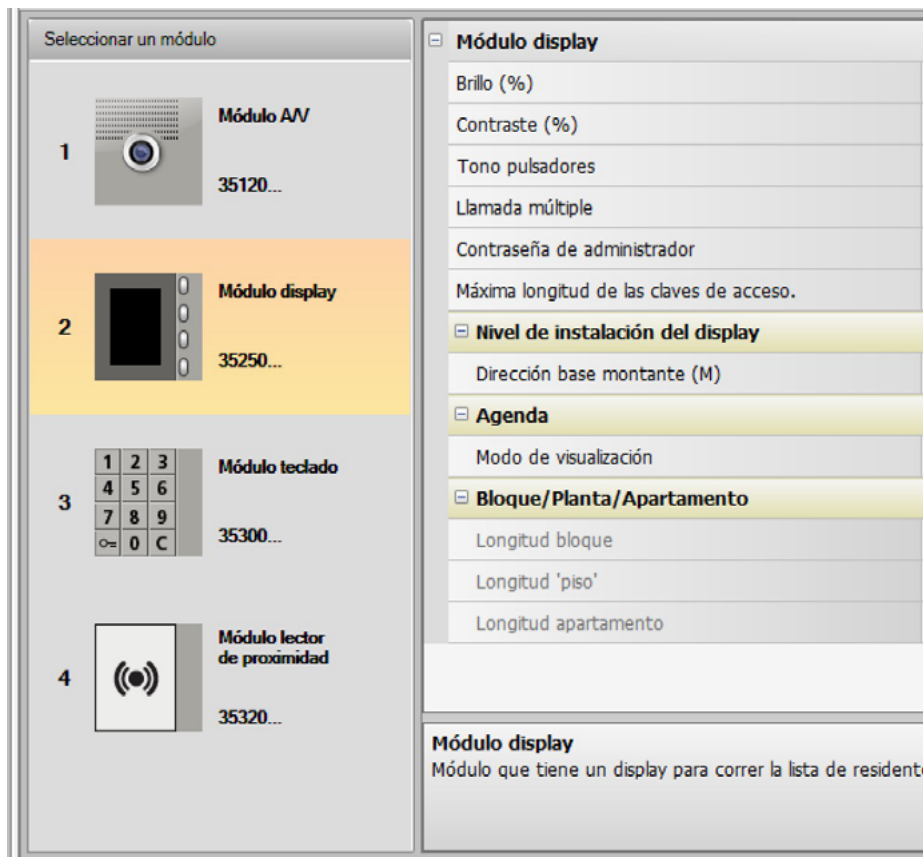 Seleccionar un módulo
1
Módulo A/V
35120...
2
Módulo display
35250...
3
1 2 3
4 5 6
7 8 9
0 C
Módulo teclado
35300...
4
Módulo lector
de proximidad
35320...
Módulo display
Brillo (%)
Contraste (%)
Tono pulsadores
Llamada múltiple
Contraseña de administrador
Máxima longitud de las claves de acceso.
Nivel de instalación del display
Dirección base montante (M)
Agenda
Modo de visualización
Bloque/Planta/Apartamento
Longitud bloque
Longitud 'piso'
Longitud apartamento
Módulo display
Módulo que tiene un display para correr la lista de